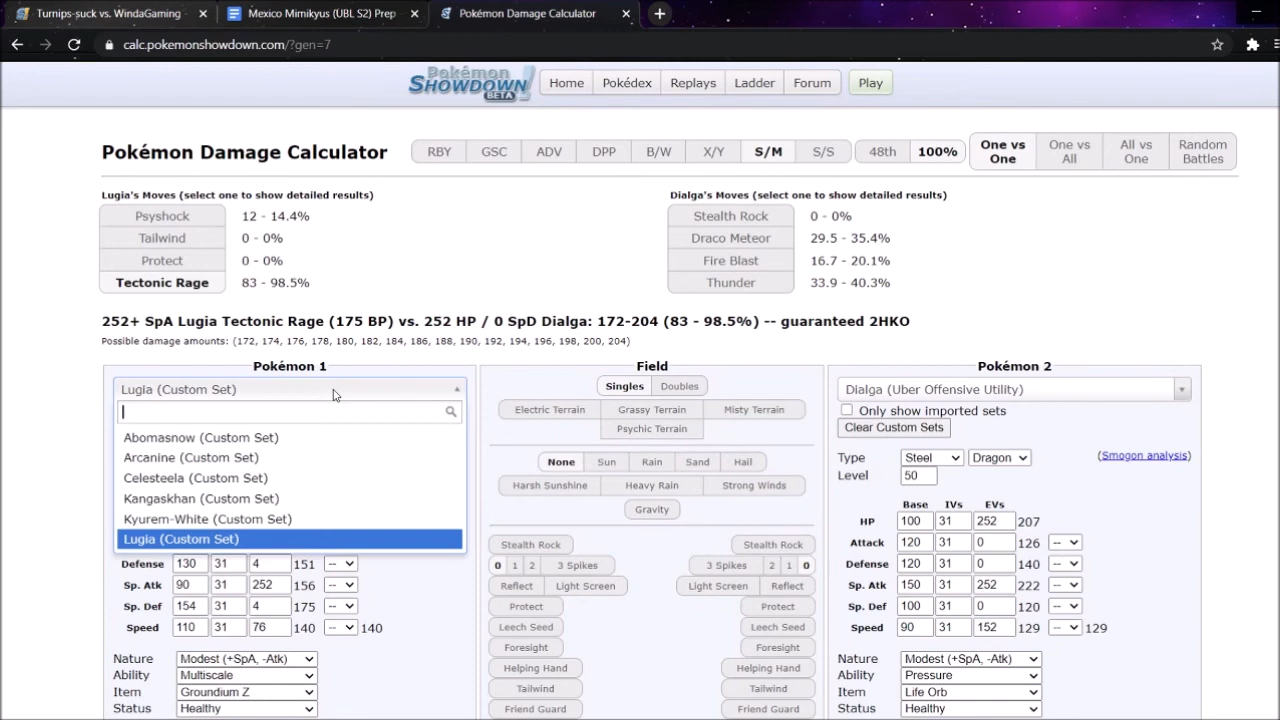 Turnips-suck vs. WindaGaming - × Mexico Mimikyus (UBL S2) Prep × Pokémon Damage Calculator × +
calc.pokemonshowdown.com/?gen=7
Pokémon SHOWDOWN! BETA Home Pokédex Replays Ladder Forum Play
Pokémon Damage Calculator RBY GSC ADV DPP B/W X/Y S/M S/S 48th 100% One vs One One vs All All vs One Random Battles
Lugia's Moves (select one to show detailed results) Dialga's Moves (select one to show detailed results)
Psyshock 12 - 14.4% Stealth Rock 0 - 0%
Tailwind 0 - 0% Draco Meteor 29.5 - 35.4%
Protect 0 - 0% Fire Blast 16.7 - 20.1%
Tectonic Rage 83 - 98.5% Thunder 33.9 - 40.3%
252+ SpA Lugia Tectonic Rage (175 BP) vs. 252 HP / 0 SpD Dialga: 172-204 (83 - 98.5%) -- guaranteed 2HKO
Possible damage amounts: (172, 174, 176, 178, 180, 182, 184, 186, 188, 190, 192, 194, 196, 198, 200, 204)
Pokémon 1 Field Pokémon 2
Lugia (Custom Set) Singles Doubles Dialga (Uber Offensive Utility)
Electric Terrain Grassy Terrain Misty Terrain Only show imported sets
Psychic Terrain Clear Custom Sets
Abomasnow (Custom Set)
Arcanine (Custom Set) None Sun Rain Sand Hail Type Steel Dragon (Smogon analysis)
Celesteela (Custom Set) Harsh Sunshine Heavy Rain Strong Winds Level 50
Kangaskhan (Custom Set) Gravity Base IVs EVs
Kyurem-White (Custom Set) HP 100 31 252 207
Lugia (Custom Set) Stealth Rock Stealth Rock Attack 120 31 0 126 --
Defense 130 31 4 151 -- 0 1 2 3 Spikes 3 Spikes 2 1 0 Defense 120 31 0 140 --
Sp. Atk 90 31 252 156 -- Reflect Light Screen Light Screen Reflect Sp. Atk 150 31 252 222 --
Sp. Def 154 31 4 175 -- Protect Protect Sp. Def 100 31 0 120 --
Speed 110 31 76 140 -- 140 Leech Seed Leech Seed Speed 90 31 152 129 -- 129
Foresight Foresight
Nature Modest (+SpA, -Atk) Helping Hand Helping Hand Nature Modest (+SpA, -Atk)
Ability Multiscale Ability Pressure
Item Groundium Z Tailwind Tailwind Item Life Orb
Status Healthy Friend Guard Friend Guard Status Healthy